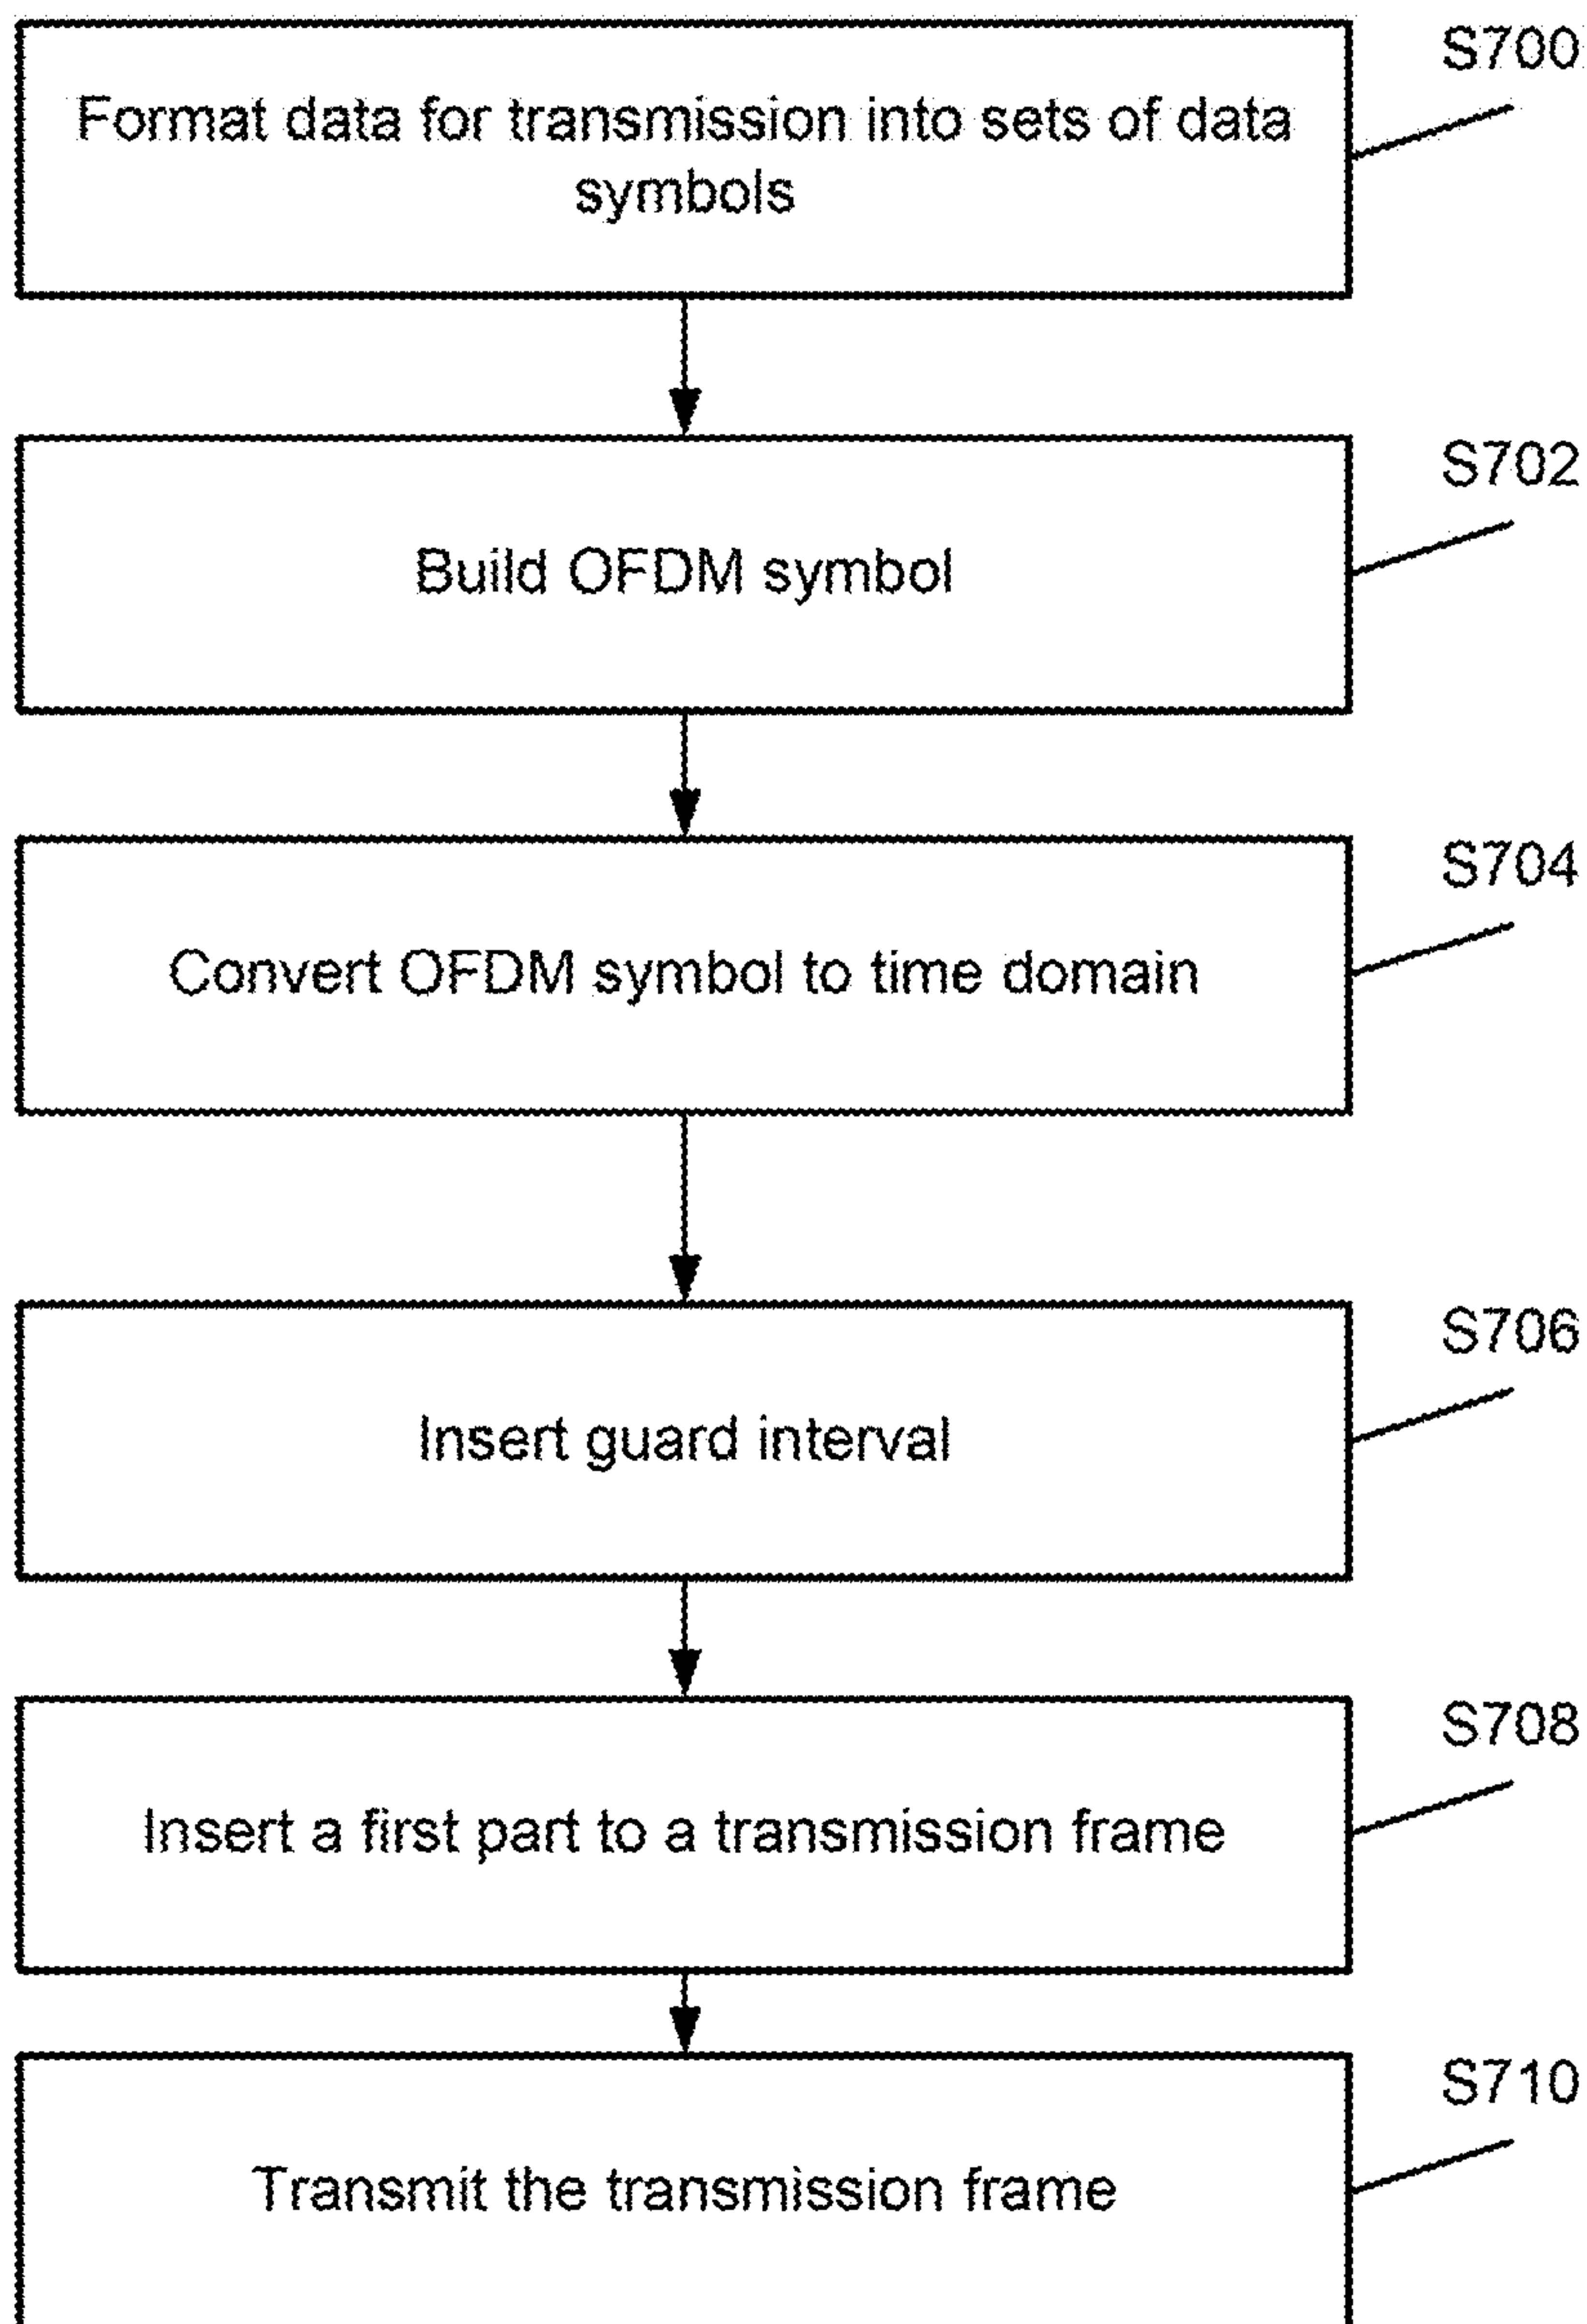 S700
Format data for transmission into sets of data
symbols
S702
Build OFDM symbol
S704
Convert OFDM symbol to time domain
S706
Insert guard interval
S708
Insert a first part to a transmission frame
S710
Transmit the transmission frame